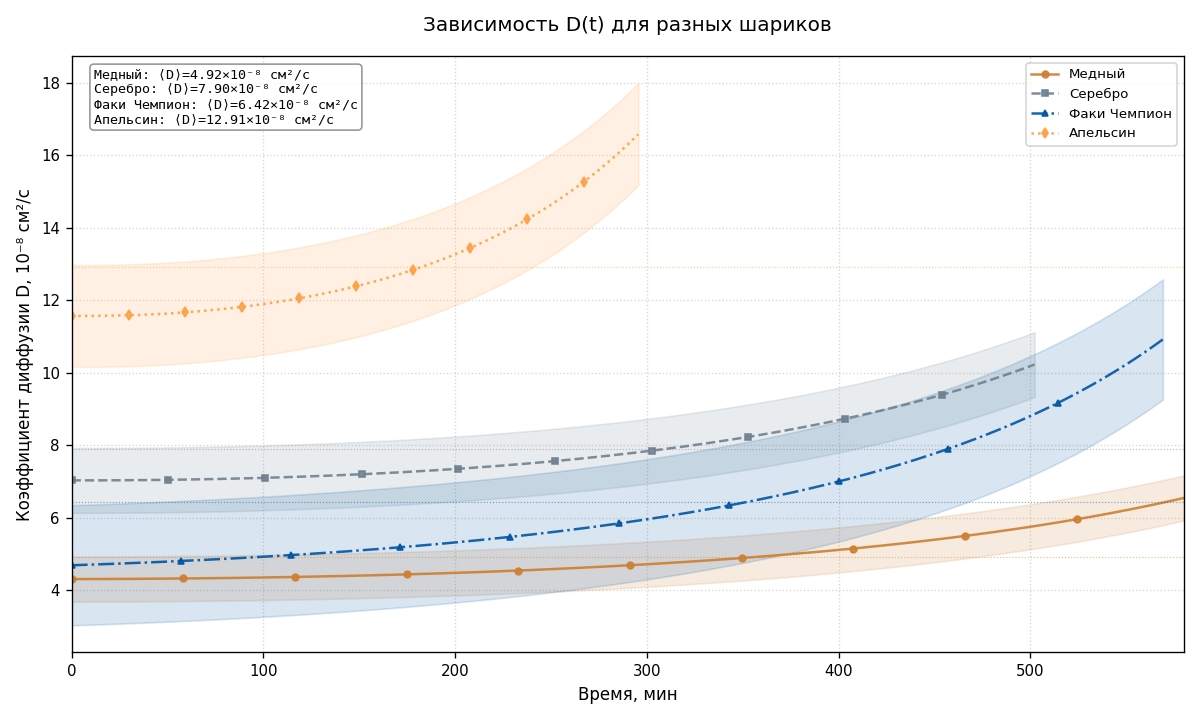 Зависимость D(t) для разных шариков
Медный: ⟨D⟩=4.92×10⁻⁸ см²/с
Серебро: ⟨D⟩=7.90×10⁻⁸ см²/с
Факи Чемпион: ⟨D⟩=6.42×10⁻⁸ см²/с
Апельсин: ⟨D⟩=12.91×10⁻⁸ см²/с
Медный
Серебро
Факи Чемпион
Апельсин
Коэффициент диффузии D, 10⁻⁸ см²/с
18
16
14
12
10
8
6
4
0 100 200 300 400 500
Время, мин